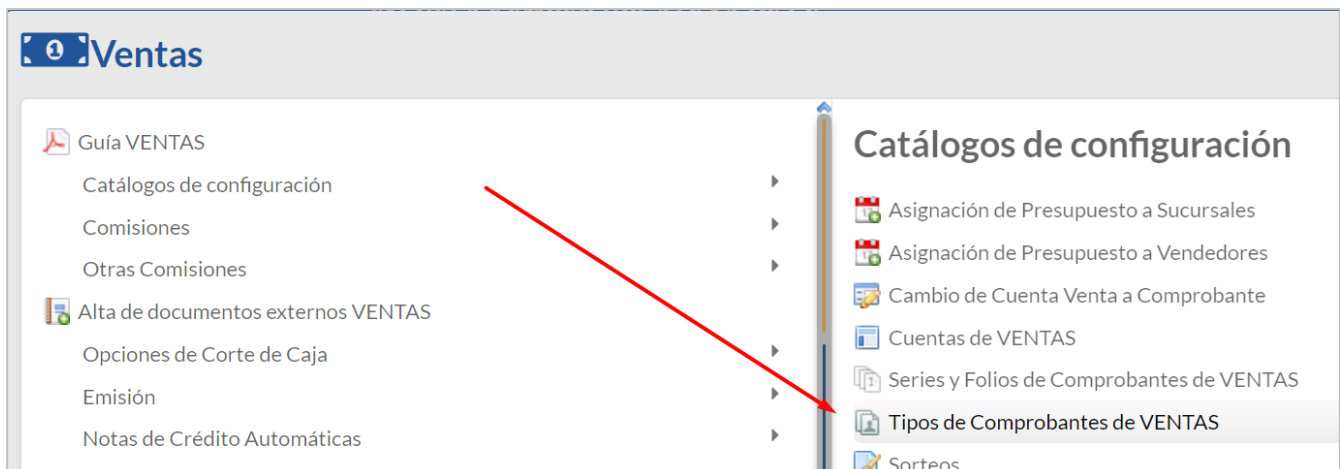 Ventas
Guía VENTAS
Catálogos de configuración
Comisiones
Otras Comisiones
Alta de documentos externos VENTAS
Opciones de Corte de Caja
Emisión
Notas de Crédito Automáticas
Catálogos de configuración
Asignación de Presupuesto a Sucursales
Asignación de Presupuesto a Vendedores
Cambio de Cuenta Venta a Comprobante
Cuentas de VENTAS
Series y Folios de Comprobantes de VENTAS
Tipos de Comprobantes de VENTAS
Sorteos